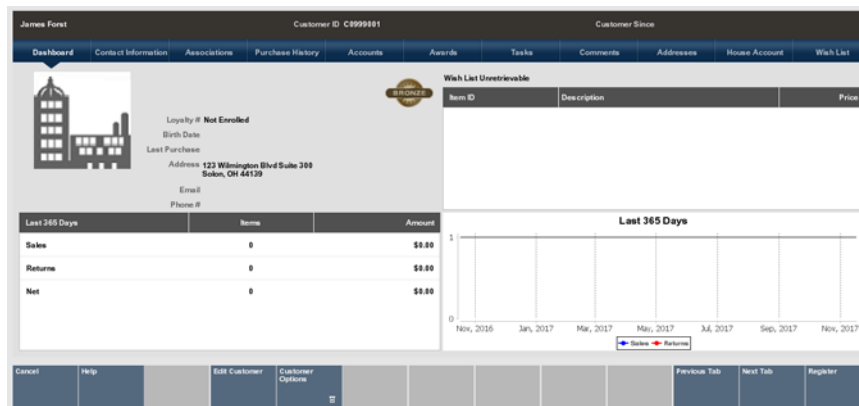 James Forst Customer ID C0999001 Customer Since
Dashboard Contact Information Associations Purchase History Accounts Awards Tasks Comments Addresses House Account Wish List
BRONZE
Loyalty # Not Enrolled
Birth Date
Last Purchase
Address 123 Wilmington Blvd Suite 300
Solon, OH 44139
Email
Phone #
Wish List Unretrievable
Item ID Description Price
Last 365 Days Items Amount
Sales 0 $0.00
Returns 0 $0.00
Net 0 $0.00
Last 365 Days
1
0
Nov, 2016 Jan, 2017 Mar, 2017 May, 2017 Jul, 2017 Sep, 2017 Nov, 2017
Sales Returns
Cancel Help Edit Customer Customer Options Previous Tab Next Tab Register